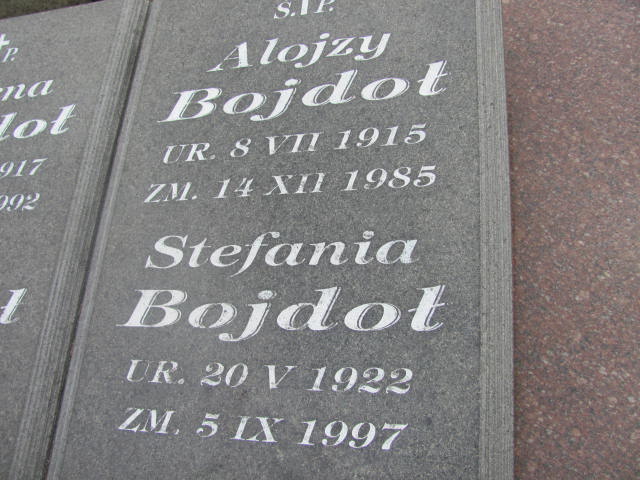 Ś.†P.
Alojzy
Bojdoł
UR. 8 VII 1915
ZM. 14 XII 1985
Stefania
Bojdoł
UR. 20 V 1922
ZM. 5 IX 1997